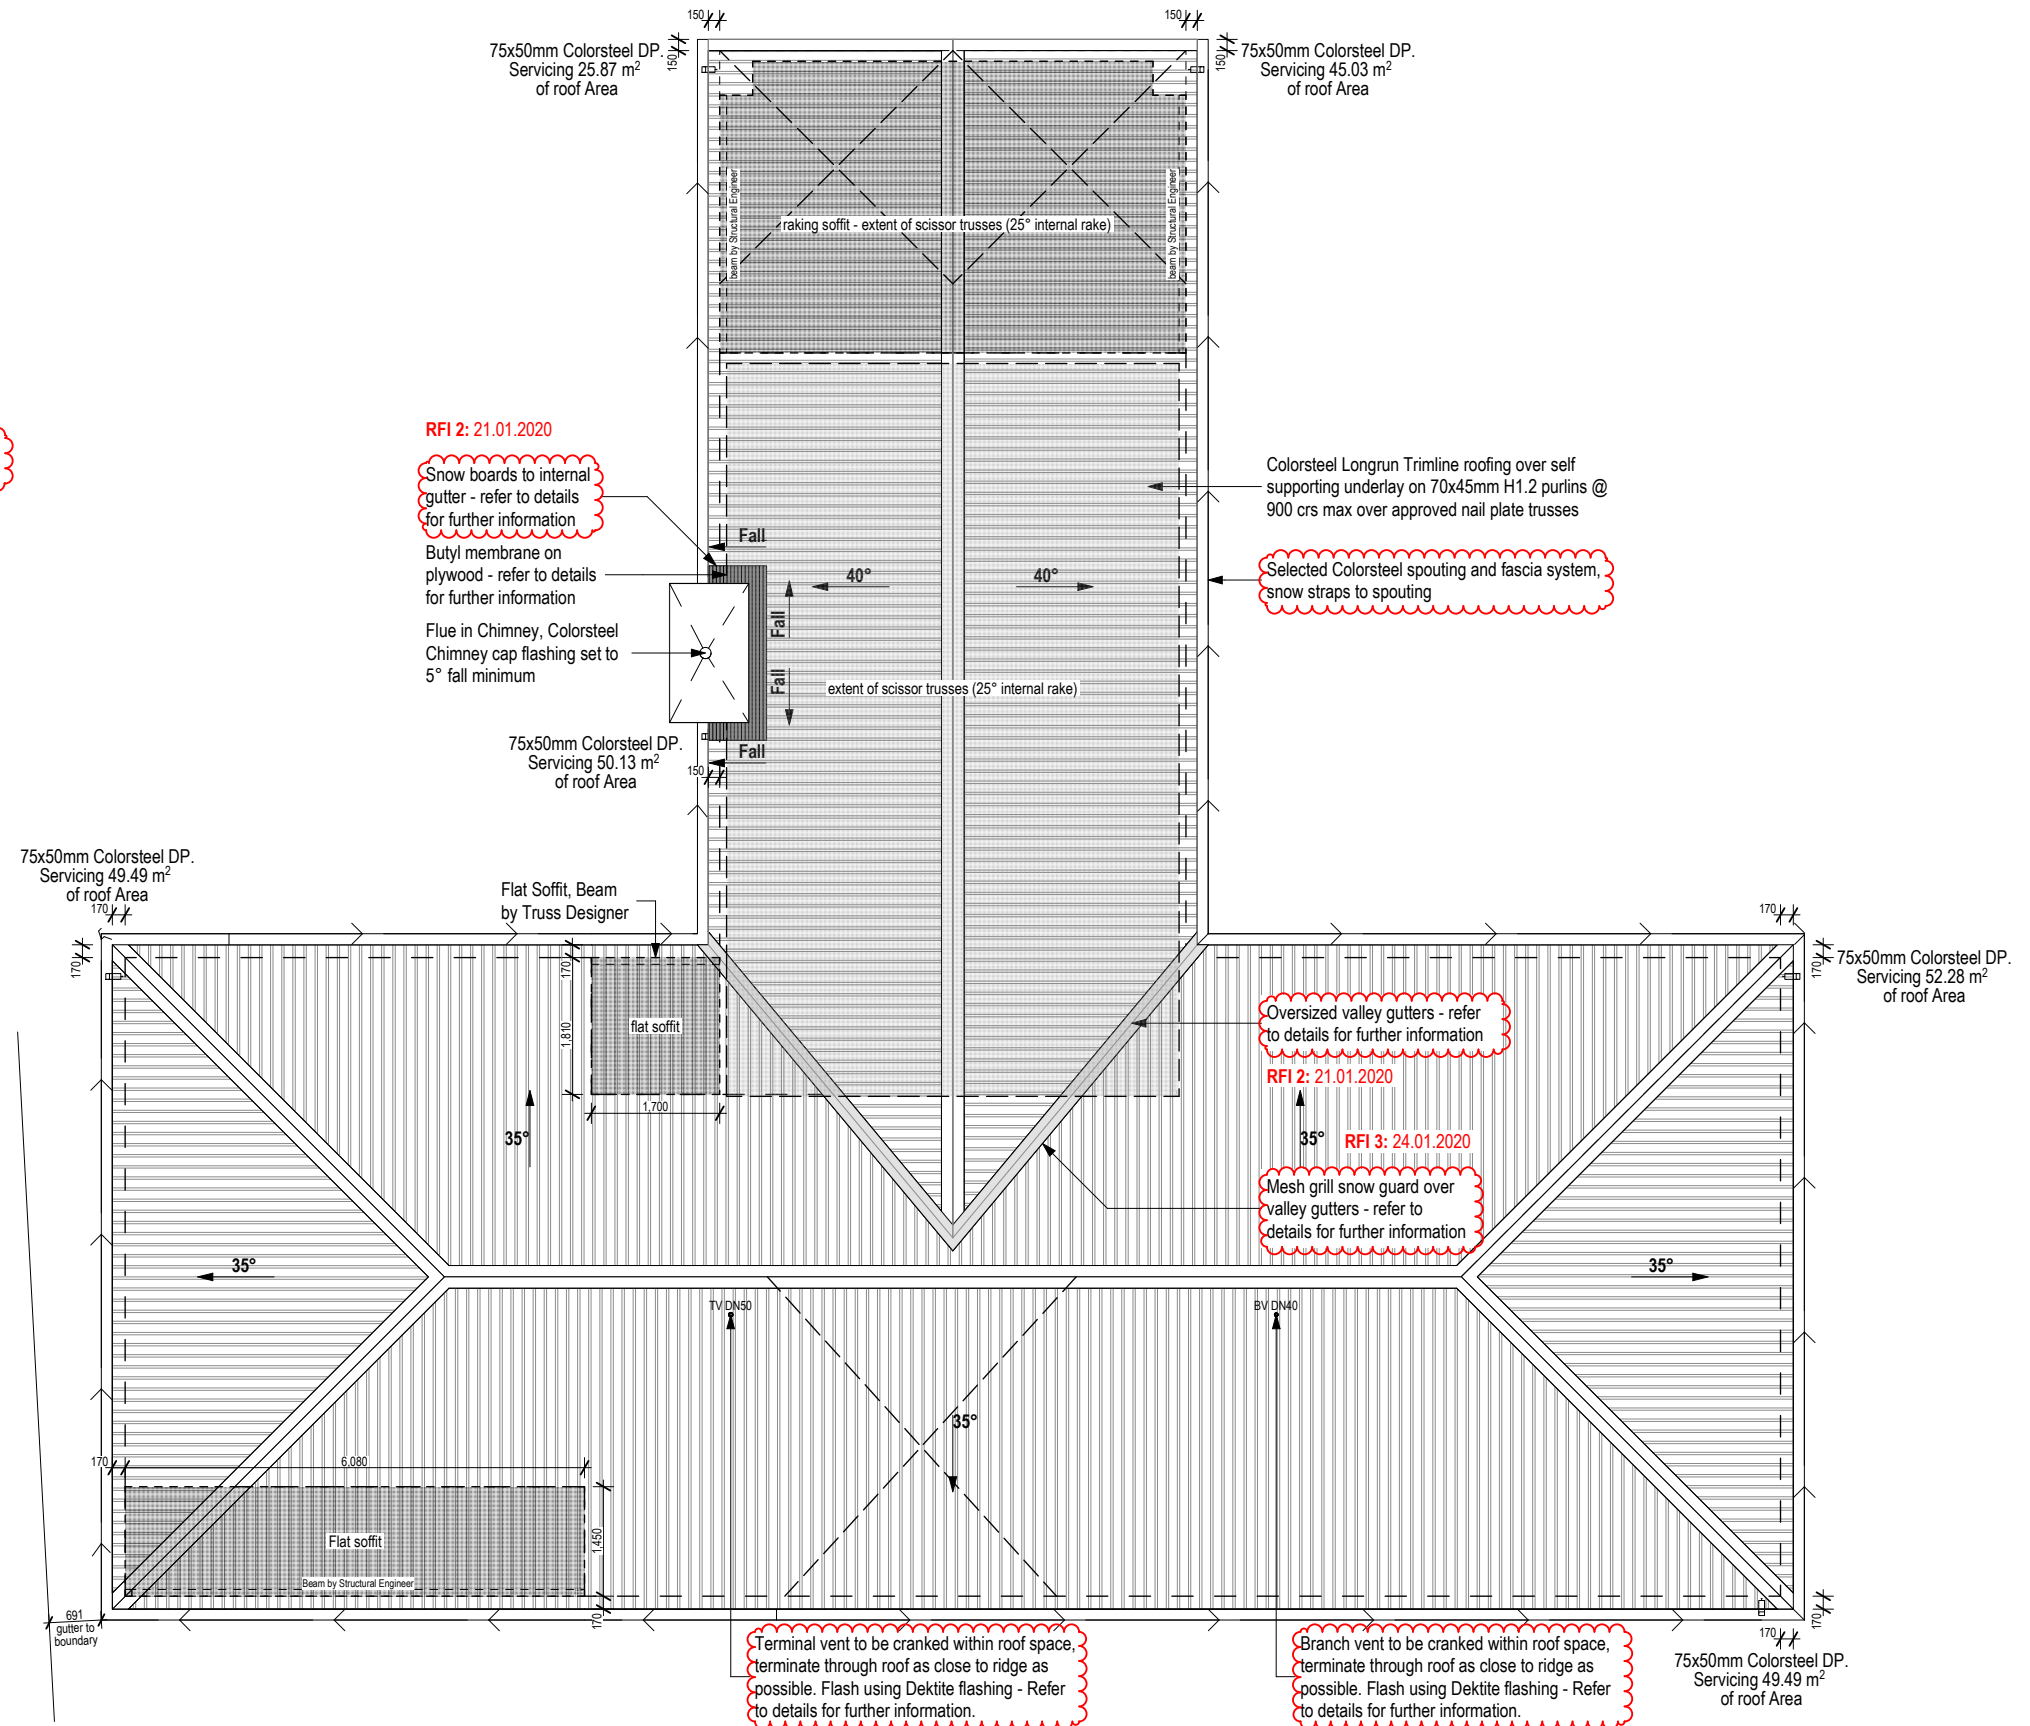 150
150
75x50mm Colorsteel DP.
Servicing 25.87 m²
of roof Area
150
150
75x50mm Colorsteel DP.
Servicing 45.03 m²
of roof Area
beam by Structural Engineer
beam by Structural Engineer
raking soffit - extent of scissor trusses (25° internal rake)
RFI 2: 21.01.2020
Snow boards to internal
gutter - refer to details
for further information
Butyl membrane on
plywood - refer to details
for further information
Flue in Chimney, Colorsteel
Chimney cap flashing set to
5° fall minimum
Colorsteel Longrun Trimline roofing over self
supporting underlay on 70x45mm H1.2 purlins @
900 crs max over approved nail plate trusses
Selected Colorsteel spouting and fascia system,
snow straps to spouting
Fall
40°
40°
Fall
Fall
extent of scissor trusses (25° internal rake)
Fall
75x50mm Colorsteel DP.
Servicing 50.13 m²
of roof Area
150
75x50mm Colorsteel DP.
Servicing 49.49 m²
of roof Area
170
170
Flat Soffit, Beam
by Truss Designer
170
1,810
flat soffit
1,700
35°
170
170
75x50mm Colorsteel DP.
Servicing 52.28 m²
of roof Area
Oversized valley gutters - refer
to details for further information
RFI 2: 21.01.2020
35°
RFI 3: 24.01.2020
Mesh grill snow guard over
valley gutters - refer to
details for further information
35°
35°
TV DN50
BV DN40
35°
170
6,080
1,450
Flat soffit
Beam by Structural Engineer
170
691
gutter to
boundary
Terminal vent to be cranked within roof space,
terminate through roof as close to ridge as
possible. Flash using Dektite flashing - Refer
to details for further information.
Branch vent to be cranked within roof space,
terminate through roof as close to ridge as
possible. Flash using Dektite flashing - Refer
to details for further information.
170
170
75x50mm Colorsteel DP.
Servicing 49.49 m²
of roof Area